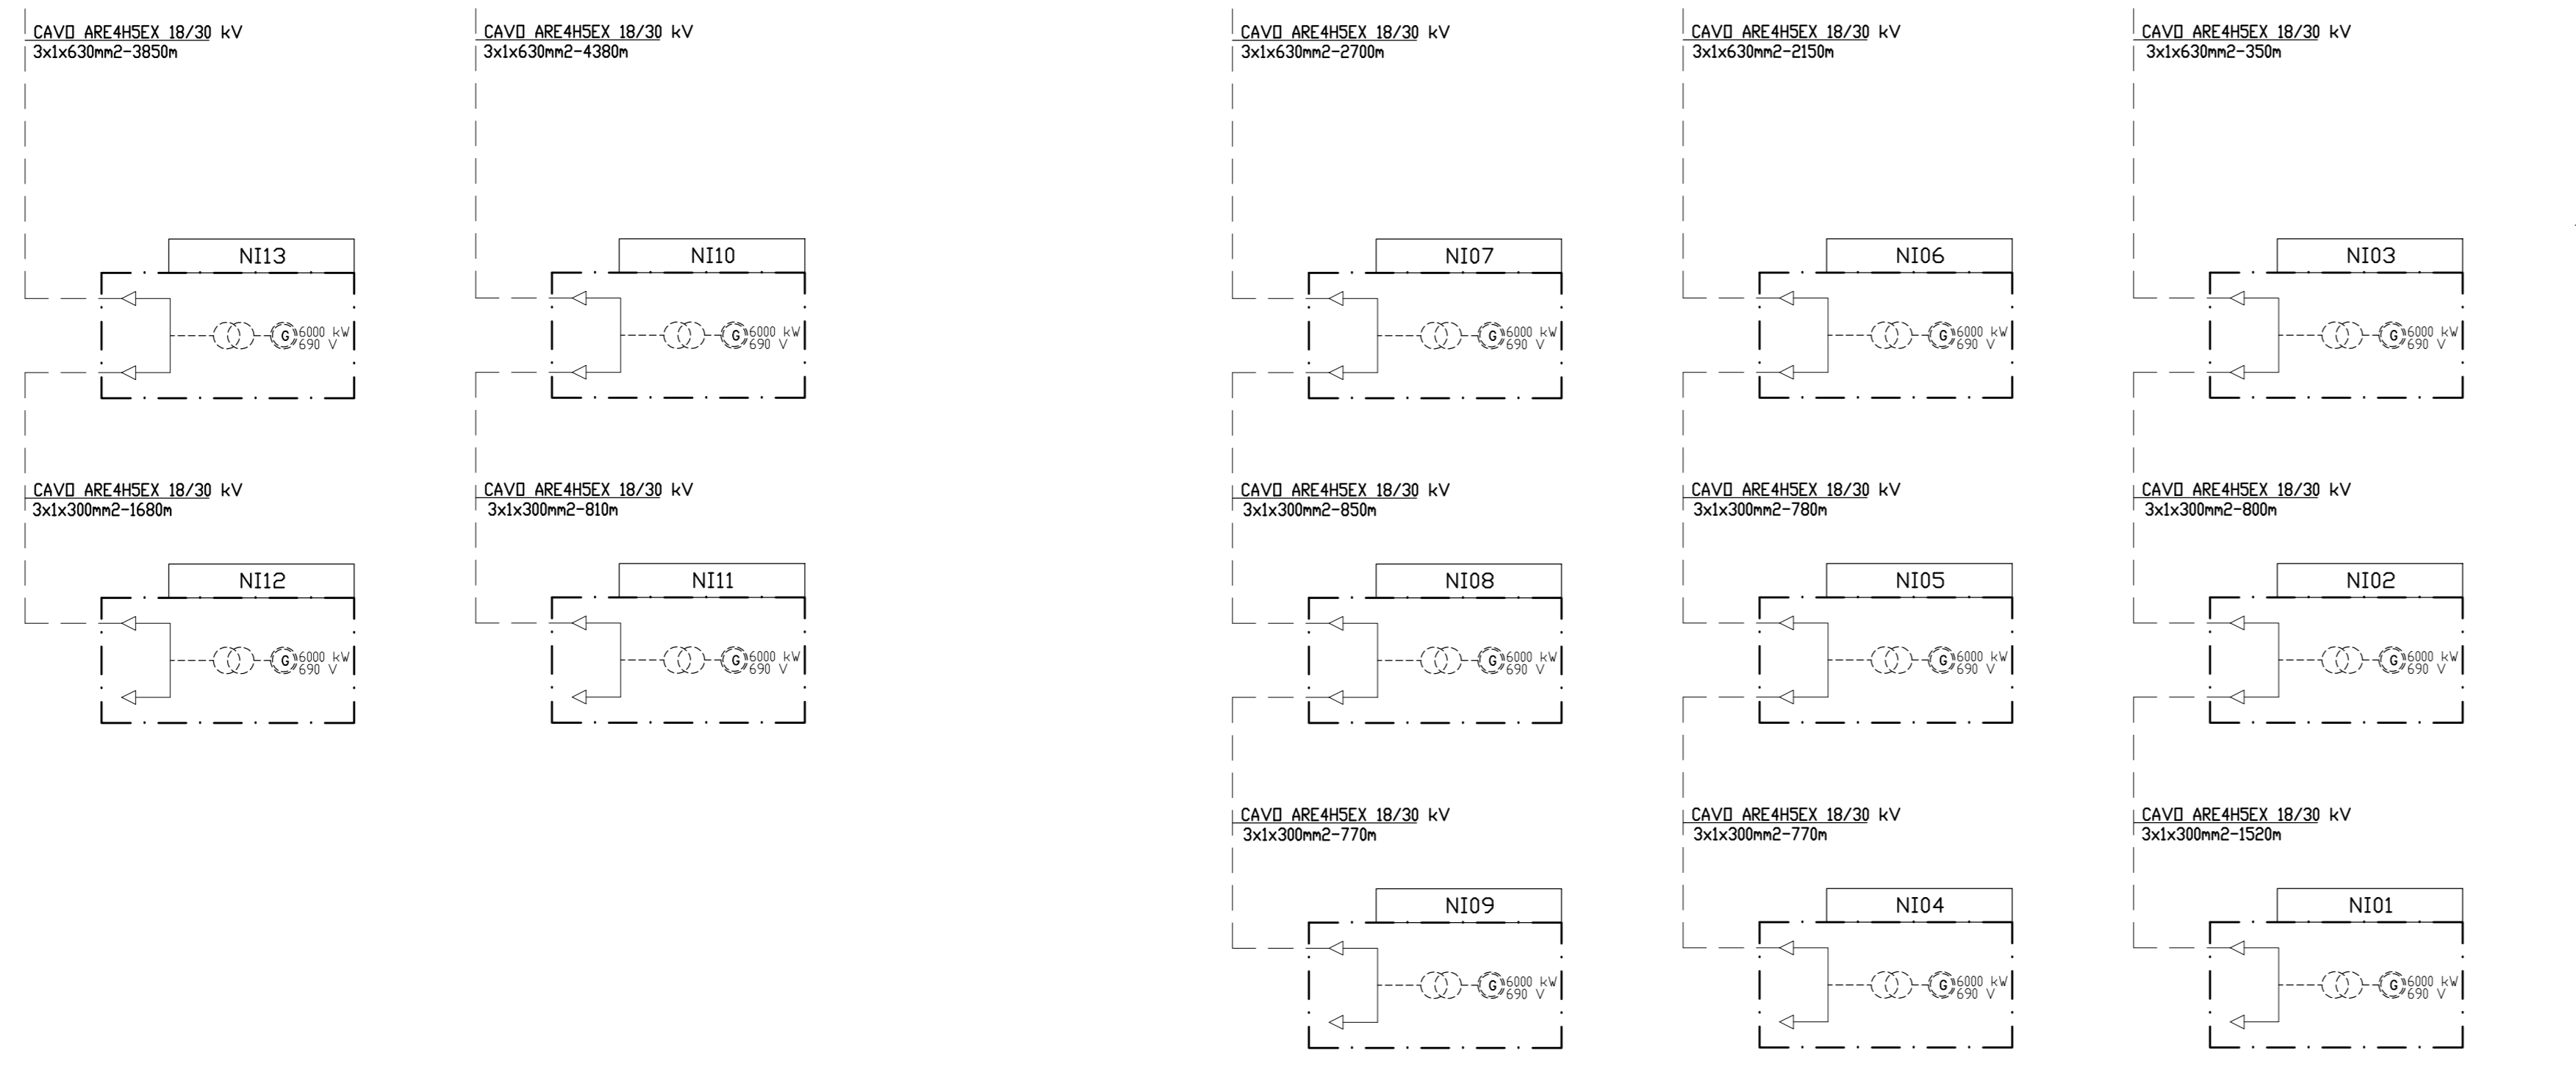 CAVO ARE4H5EX 18/30 kV
3x1x630mm2-3850m
CAVO ARE4H5EX 18/30 kV
3x1x630mm2-4380m
CAVO ARE4H5EX 18/30 kV
3x1x630mm2-2700m
CAVO ARE4H5EX 18/30 kV
3x1x630mm2-2150m
CAVO ARE4H5EX 18/30 kV
3x1x630mm2-350m
NI13
G
6000 kW
690 V
NI10
G
6000 kW
690 V
NI07
G
6000 kW
690 V
NI06
G
6000 kW
690 V
NI03
G
6000 kW
690 V
CAVO ARE4H5EX 18/30 kV
3x1x300mm2-1680m
CAVO ARE4H5EX 18/30 kV
3x1x300mm2-810m
CAVO ARE4H5EX 18/30 kV
3x1x300mm2-850m
CAVO ARE4H5EX 18/30 kV
3x1x300mm2-780m
CAVO ARE4H5EX 18/30 kV
3x1x300mm2-800m
NI12
G
6000 kW
690 V
NI11
G
6000 kW
690 V
NI08
G
6000 kW
690 V
NI05
G
6000 kW
690 V
NI02
G
6000 kW
690 V
CAVO ARE4H5EX 18/30 kV
3x1x300mm2-770m
CAVO ARE4H5EX 18/30 kV
3x1x300mm2-770m
CAVO ARE4H5EX 18/30 kV
3x1x300mm2-1520m
NI09
G
6000 kW
690 V
NI04
G
6000 kW
690 V
NI01
G
6000 kW
690 V